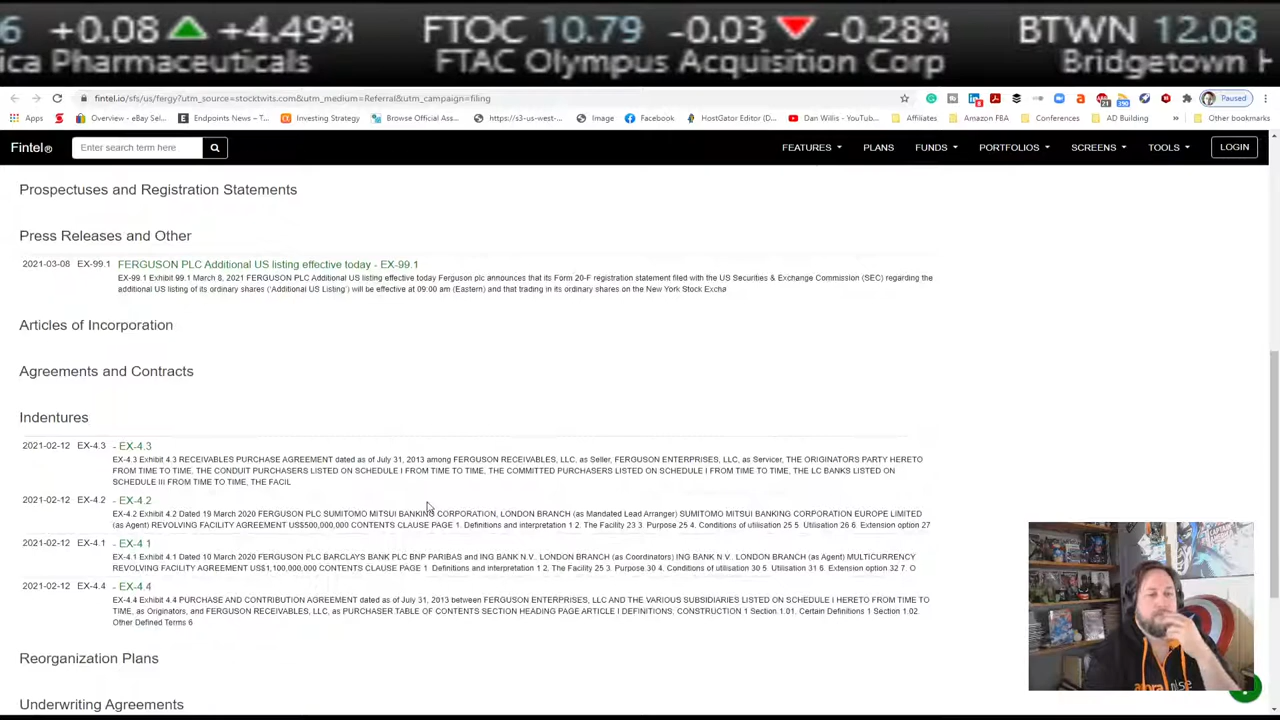 6 +0.08 +4.49% FTOC 10.79 -0.03 -0.28% BTWN 12.08
ica Pharmaceuticals FTAC Olympus Acquisition Corp Bridgetown H
fintel.io/sfs/us/fergy?utm_source=stocktwits.com&utm_medium=Referral&utm_campaign=filing Paused
Apps Overview - eBay Sel... Endpoints News – T... Investing Strategy Browse Official Ass... https://s3-us-west-... Image Facebook HostGator Editor (D... Dan Willis - YouTub... Affiliates Amazon FBA Conferences AD Building » Other bookmarks
Fintel® Enter search term here FEATURES PLANS FUNDS PORTFOLIOS SCREENS TOOLS LOGIN
Prospectuses and Registration Statements
Press Releases and Other
2021-03-08 EX-99.1 FERGUSON PLC Additional US listing effective today - EX-99.1
EX-99.1 Exhibit 99.1 March 8, 2021 FERGUSON PLC Additional US listing effective today Ferguson plc announces that its Form 20-F registration statement filed with the US Securities & Exchange Commission (SEC) regarding the
additional US listing of its ordinary shares ('Additional US Listing') will be effective at 09:00 am (Eastern) and that trading in its ordinary shares on the New York Stock Excha
Articles of Incorporation
Agreements and Contracts
Indentures
2021-02-12 EX-4.3 - EX-4.3
EX-4.3 Exhibit 4.3 RECEIVABLES PURCHASE AGREEMENT dated as of July 31, 2013 among FERGUSON RECEIVABLES, LLC, as Seller, FERGUSON ENTERPRISES, LLC, as Servicer, THE ORIGINATORS PARTY HERETO
FROM TIME TO TIME, THE CONDUIT PURCHASERS LISTED ON SCHEDULE I FROM TIME TO TIME, THE COMMITTED PURCHASERS LISTED ON SCHEDULE I FROM TIME TO TIME, THE LC BANKS LISTED ON
SCHEDULE III FROM TIME TO TIME, THE FACIL
2021-02-12 EX-4.2 - EX-4.2
EX-4.2 Exhibit 4.2 Dated 19 March 2020 FERGUSON PLC SUMITOMO MITSUI BANKING CORPORATION, LONDON BRANCH (as Mandated Lead Arranger) SUMITOMO MITSUI BANKING CORPORATION EUROPE LIMITED
(as Agent) REVOLVING FACILITY AGREEMENT US$500,000,000 CONTENTS CLAUSE PAGE 1. Definitions and interpretation 1 2. The Facility 23 3. Purpose 25 4. Conditions of utilisation 25 5. Utilisation 26 6. Extension option 27
2021-02-12 EX-4.1 - EX-4.1
EX-4.1 Exhibit 4.1 Dated 10 March 2020 FERGUSON PLC BARCLAYS BANK PLC BNP PARIBAS and ING BANK N.V., LONDON BRANCH (as Coordinators) ING BANK N.V., LONDON BRANCH (as Agent) MULTICURRENCY
REVOLVING FACILITY AGREEMENT US$1,100,000,000 CONTENTS CLAUSE PAGE 1. Definitions and interpretation 1 2. The Facility 25 3. Purpose 30 4. Conditions of utilisation 30 5. Utilisation 31 6. Extension option 32 7. O
2021-02-12 EX-4.4 - EX-4.4
EX-4.4 Exhibit 4.4 PURCHASE AND CONTRIBUTION AGREEMENT dated as of July 31, 2013 between FERGUSON ENTERPRISES, LLC AND THE VARIOUS SUBSIDIARIES LISTED ON SCHEDULE I HERETO FROM TIME TO
TIME, as Originators, and FERGUSON RECEIVABLES, LLC, as PURCHASER TABLE OF CONTENTS SECTION HEADING PAGE ARTICLE I DEFINITIONS. CONSTRUCTION 1 Section 1.01. Certain Definitions 1 Section 1.02.
Other Defined Terms 6
Reorganization Plans
Underwriting Agreements